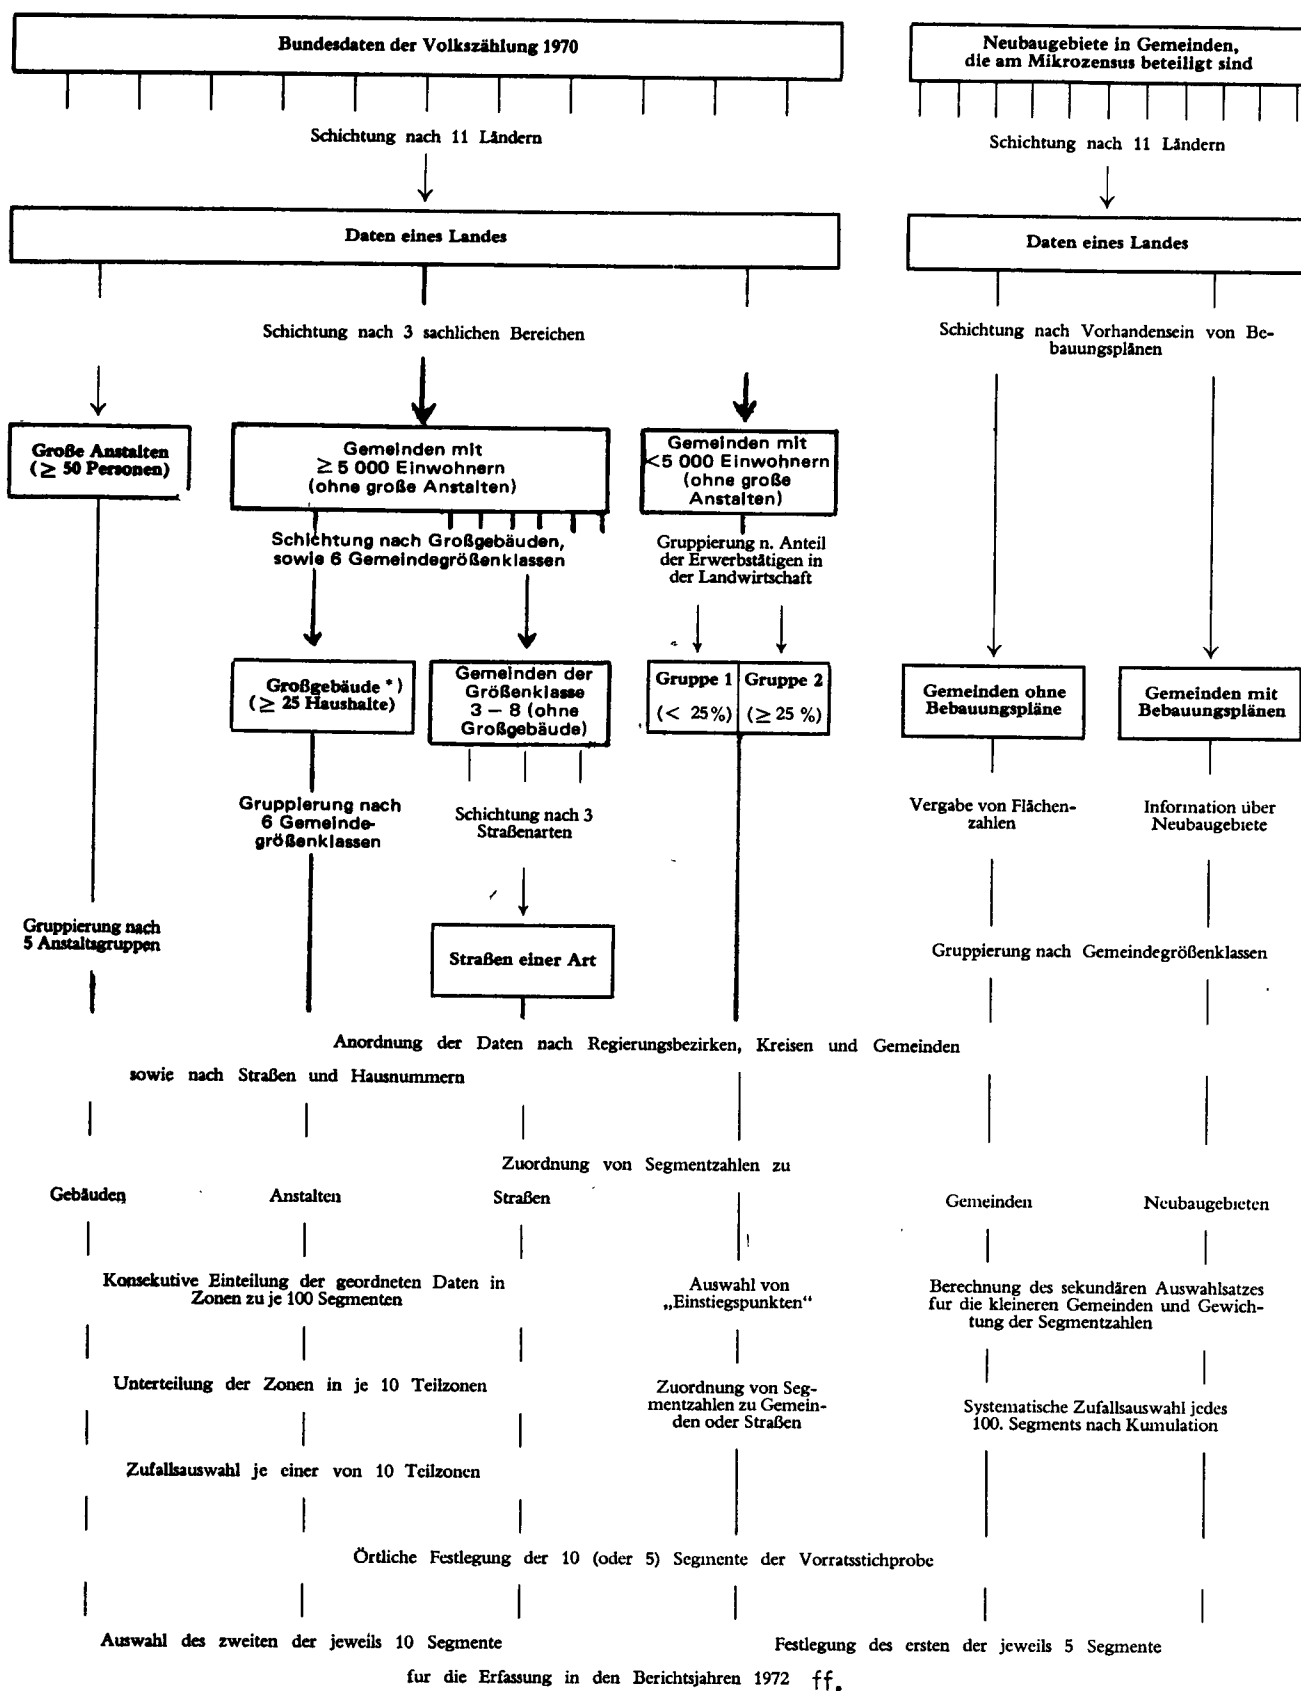 Bundesdaten der Volkszählung 1970
Neubaugebiete in Gemeinden,
die am Mikrozensus beteiligt sind
Schichtung nach 11 Ländern
Schichtung nach 11 Ländern
Daten eines Landes
Daten eines Landes
Schichtung nach 3 sachlichen Bereichen
Schichtung nach Vorhandensein von Be-
bauungsplänen
Große Anstalten
(≥ 50 Personen)
Gemeinden mit
≥ 5 000 Einwohnern
(ohne große Anstalten)
Gemeinden mit
<5 000 Einwohnern
(ohne große
Anstalten)
Schichtung nach Großgebäuden,
sowie 6 Gemeindegrößenklassen
Gruppierung n. Anteil
der Erwerbstätigen in
der Landwirtschaft
Großgebäude *)
(≥ 25 Haushalte)
Gemeinden der
Größenklasse
3 – 8 (ohne
Großgebäude)
Gruppe 1
(< 25%)
Gruppe 2
(≥ 25 %)
Gemeinden ohne
Bebauungspläne
Gemeinden mit
Bebauungsplänen
Gruppierung nach
6 Gemeinde-
größenklassen
Schichtung nach 3
Straßenarten
Vergabe von Flächen-
zahlen
Information über
Neubaugebiete
Gruppierung nach
5 Anstaltsgruppen
Straßen einer Art
Gruppierung nach Gemeindegrößenklassen
Anordnung der Daten nach Regierungsbezirken, Kreisen und Gemeinden
sowie nach Straßen und Hausnummern
Zuordnung von Segmentzahlen zu
Gebäuden
Anstalten
Straßen
Gemeinden
Neubaugebieten
Konsekutive Einteilung der geordneten Daten in
Zonen zu je 100 Segmenten
Auswahl von
„Einstiegspunkten“
Berechnung des sekundären Auswahlsatzes
fur die kleineren Gemeinden und Gewich-
tung der Segmentzahlen
Unterteilung der Zonen in je 10 Teilzonen
Zuordnung von Seg-
mentzahlen zu Gemein-
den oder Straßen
Systematische Zufallsauswahl jedes
100. Segments nach Kumulation
Zufallsauswahl je einer von 10 Teilzonen
Örtliche Festlegung der 10 (oder 5) Segmente der Vorratsstichprobe
Auswahl des zweiten der jeweils 10 Segmente
Festlegung des ersten der jeweils 5 Segmente
fur die Erfassung in den Berichtsjahren 1972 ff.